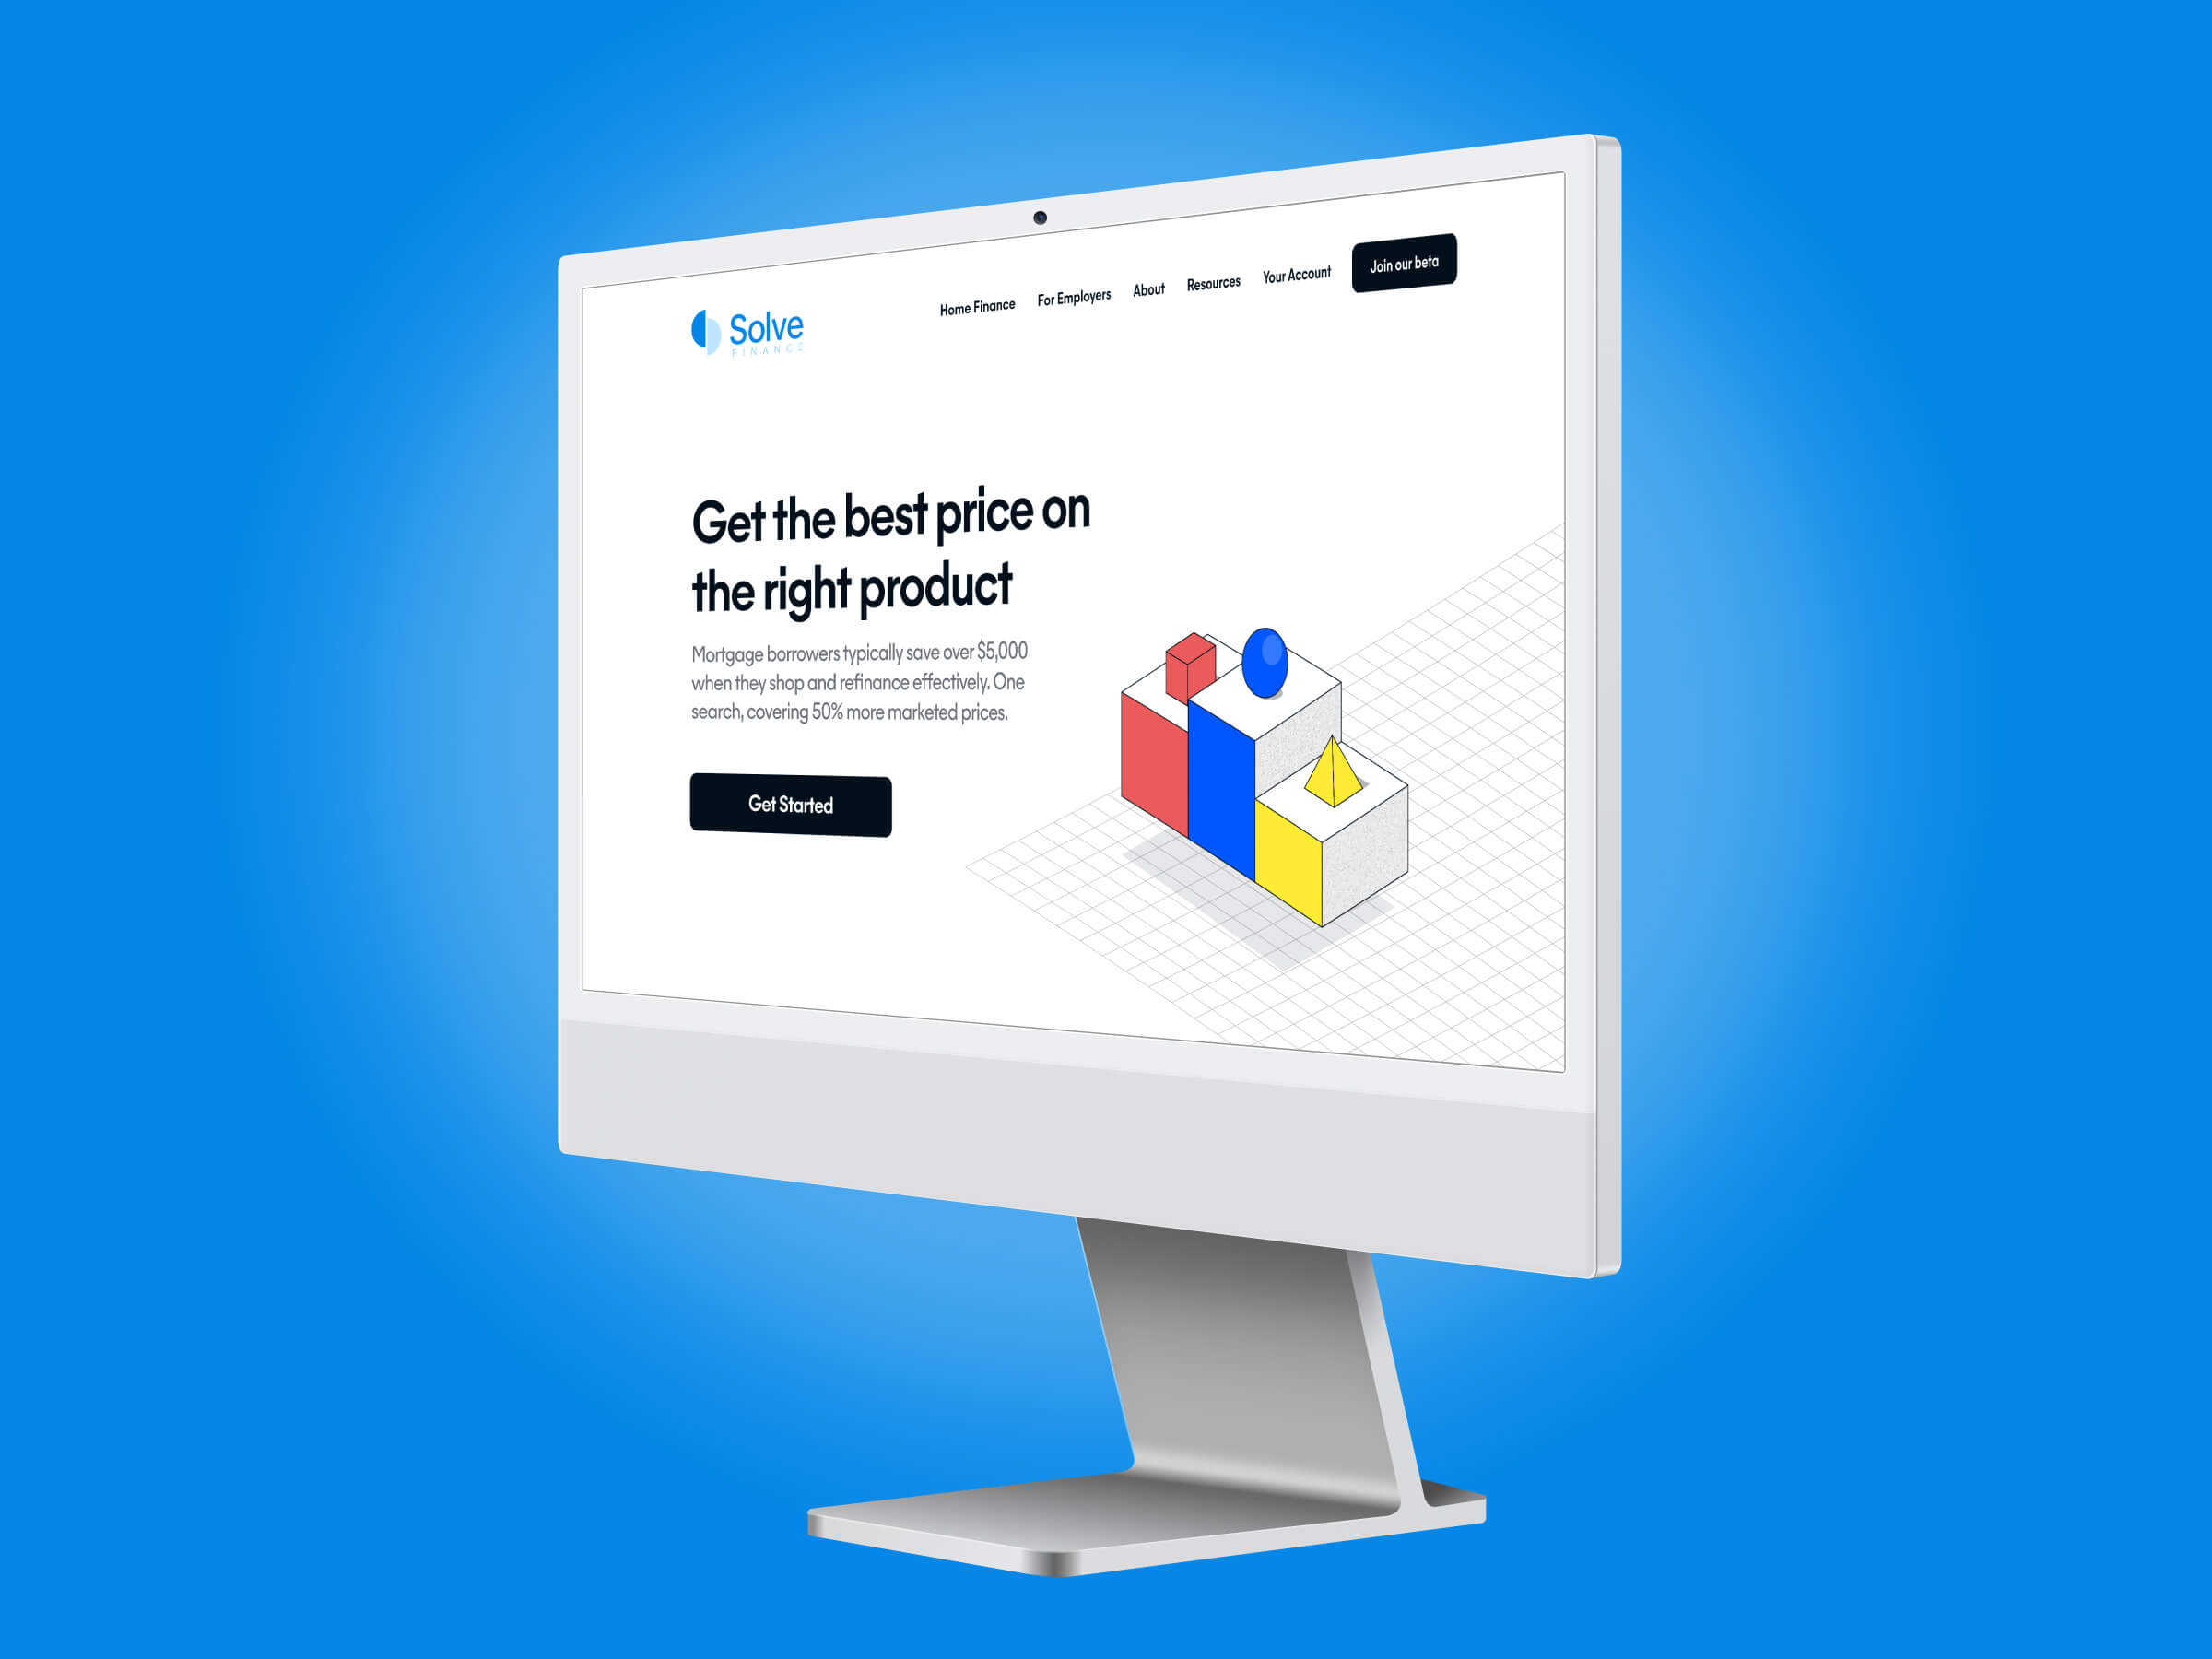 Solve
FINANCE
Home Finance
For Employers
About
Resources
Your Account
Join our beta
Get the best price on
the right product
Mortgage borrowers typically save over $5,000
when they shop and refinance effectively. One
search, covering 50% more marketed prices.
Get Started